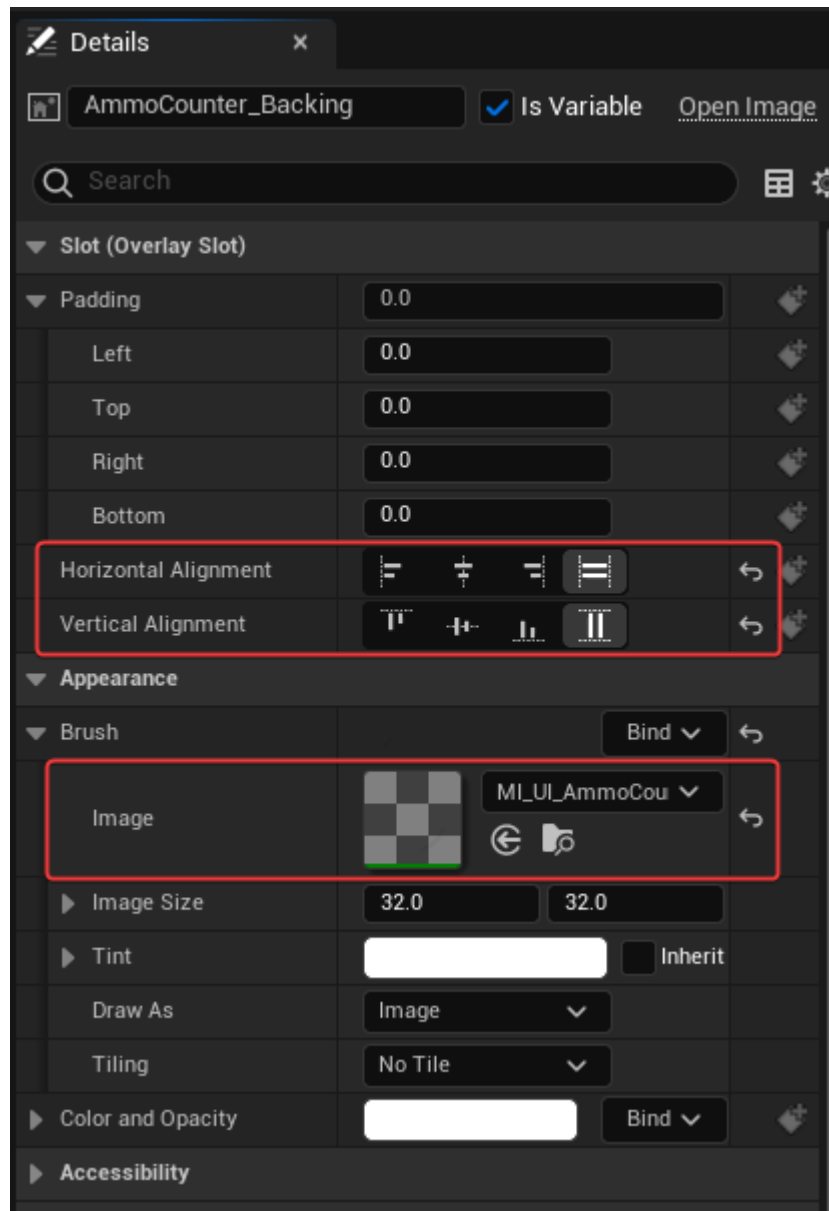 Details
AmmoCounter_Backing Is Variable Open Image
Search
Slot (Overlay Slot)
Padding 0.0
Left 0.0
Top 0.0
Right 0.0
Bottom 0.0
Horizontal Alignment
Vertical Alignment
Appearance
Brush Bind
Image MI_UI_AmmoCou
Image Size 32.0 32.0
Tint Inherit
Draw As Image
Tiling No Tile
Color and Opacity Bind
Accessibility